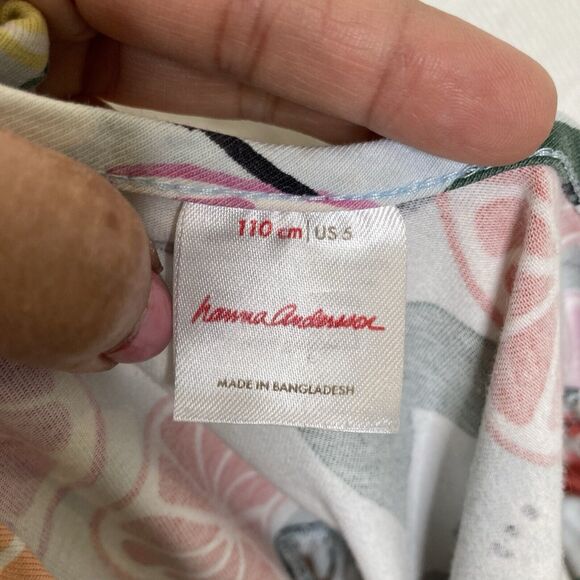 110 cm | US 5
hanna andersson
MADE IN BANGLADESH